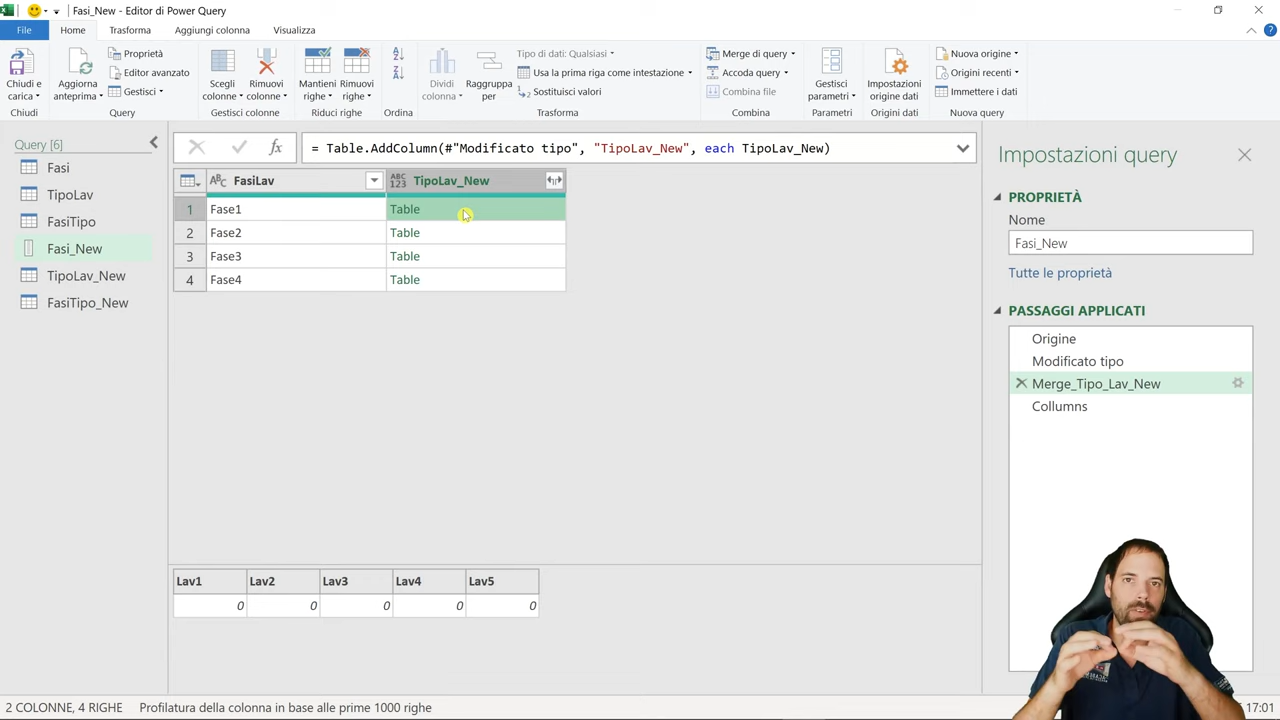 Fasi_New - Editor di Power Query
File Home Trasforma Aggiungi colonna Visualizza
Chiudi e carica
Chiudi
Aggiorna anteprima
Proprietà
Editor avanzato
Gestisci
Query
Scegli colonne
Rimuovi colonne
Gestisci colonne
Mantieni righe
Rimuovi righe
Riduci righe
Ordina
Dividi colonna
Raggruppa per
Tipo di dati: Qualsiasi
Usa la prima riga come intestazione
Sostituisci valori
Trasforma
Merge di query
Accoda query
Combina file
Combina
Gestisci parametri
Parametri
Impostazioni origine dati
Origini dati
Nuova origine
Origini recenti
Immettere i dati
Nuova query
Query [6]
Fasi
TipoLav
FasiTipo
Fasi_New
TipoLav_New
FasiTipo_New
= Table.AddColumn(#"Modificato tipo", "TipoLav_New", each TipoLav_New)
FasiLav TipoLav_New
1 Fase1 Table
2 Fase2 Table
3 Fase3 Table
4 Fase4 Table
Lav1 Lav2 Lav3 Lav4 Lav5
0 0 0 0 0
Impostazioni query
PROPRIETÀ
Nome
Fasi_New
Tutte le proprietà
PASSAGGI APPLICATI
Origine
Modificato tipo
Merge_Tipo_Lav_New
Collumns
2 COLONNE, 4 RIGHE Profilatura della colonna in base alle prime 1000 righe
17:01